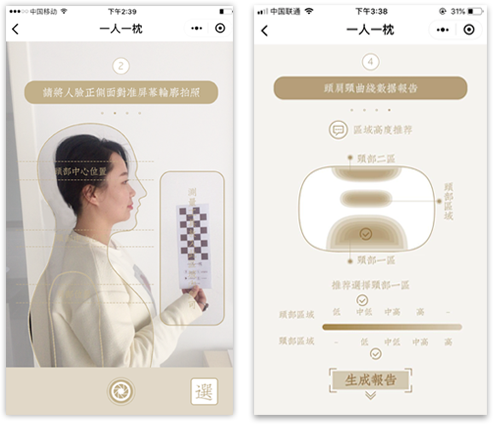 中国移动
下午2:39
一人一枕
2
請將人臉正側面對准屏幕輪廓拍照
頸部中心位置
測量
選
中国联通
下午3:38
31%
一人一枕
4
頭肩頸曲綫數據報告
區域高度推荐
頸部二區
頭部區域
頸部一區
推荐選擇頸部一區
頭部區域 低 中低 中高 高 -
頸部區域 - 低 中低 中高 高
生成報告